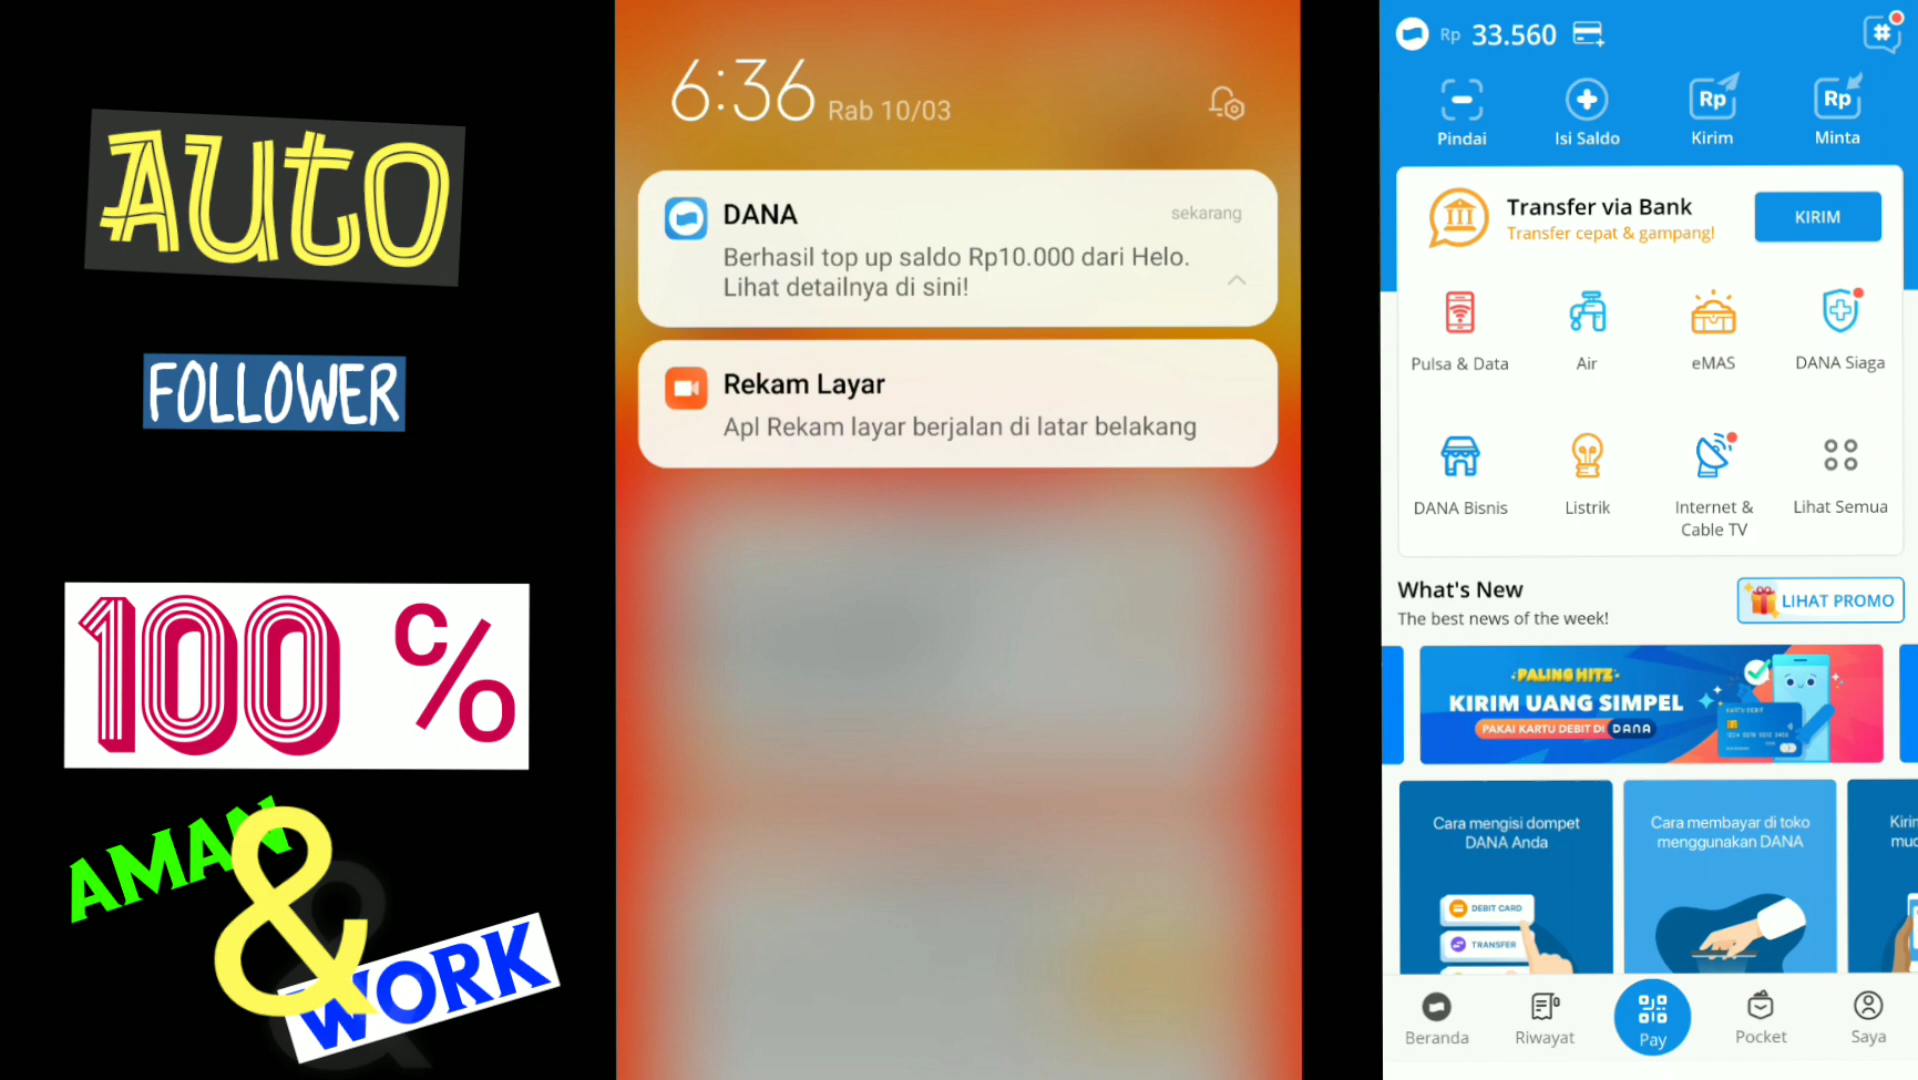 AUtO
FOLLOWER
100 %
AMAN
&
WORK
6:36 Rab 10/03
DANA
sekarang
Berhasil top up saldo Rp10.000 dari Helo.
Lihat detailnya di sini!
Rekam Layar
Apl Rekam layar berjalan di latar belakang
Rp 33.560
#
Rp
Rp
Pindai
Isi Saldo
Kirim
Minta
Transfer via Bank
Transfer cepat & gampang!
KIRIM
Pulsa & Data
Air
eMAS
DANA Siaga
DANA Bisnis
Listrik
Internet &
Cable TV
Lihat Semua
What's New
The best news of the week!
LIHAT PROMO
PALING HITZ
KIRIM UANG SIMPEL
PAKAI KARTU DEBIT DI DANA
KARTU DEBIT
Cara mengisi dompet
DANA Anda
DEBIT CARD
TRANSFER
Cara membayar di toko
menggunakan DANA
Beranda
Riwayat
Pay
Pocket
Saya